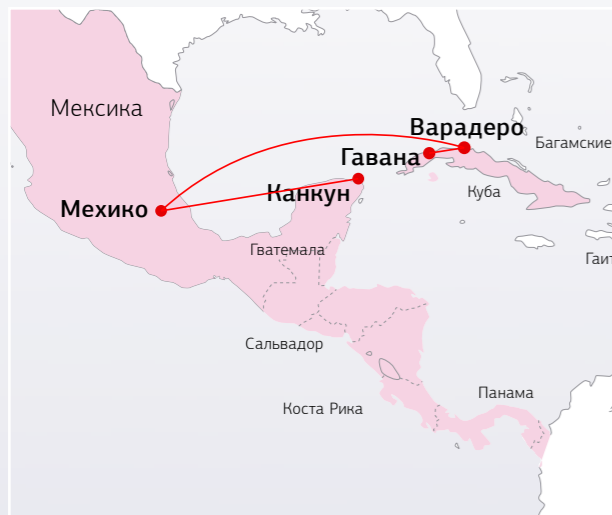 Мексика
Варадеро
Багамские
Гавана
Канкун
Куба
Мехико
Гватемала
Гаит
Сальвадор
Панама
Коста Рика